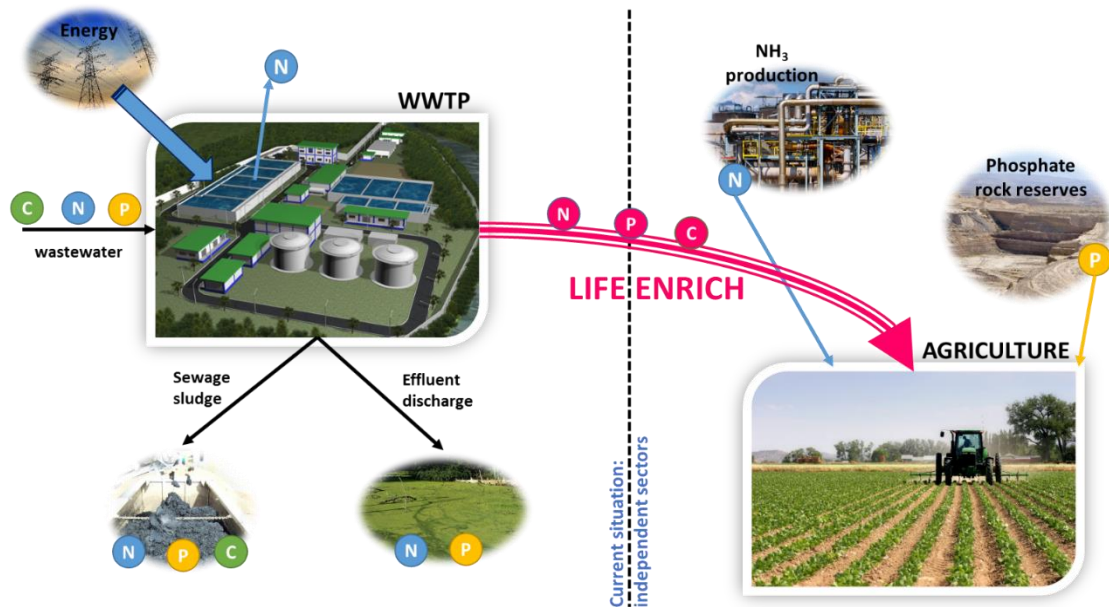 Energy
N
WWTP
C N P
wastewater
Sewage
sludge
Effluent
discharge
N P C
N P
N
P
C
LIFE ENRICH
Current situation:
independent sectors
NH₃
production
N
Phosphate
rock reserves
P
AGRICULTURE